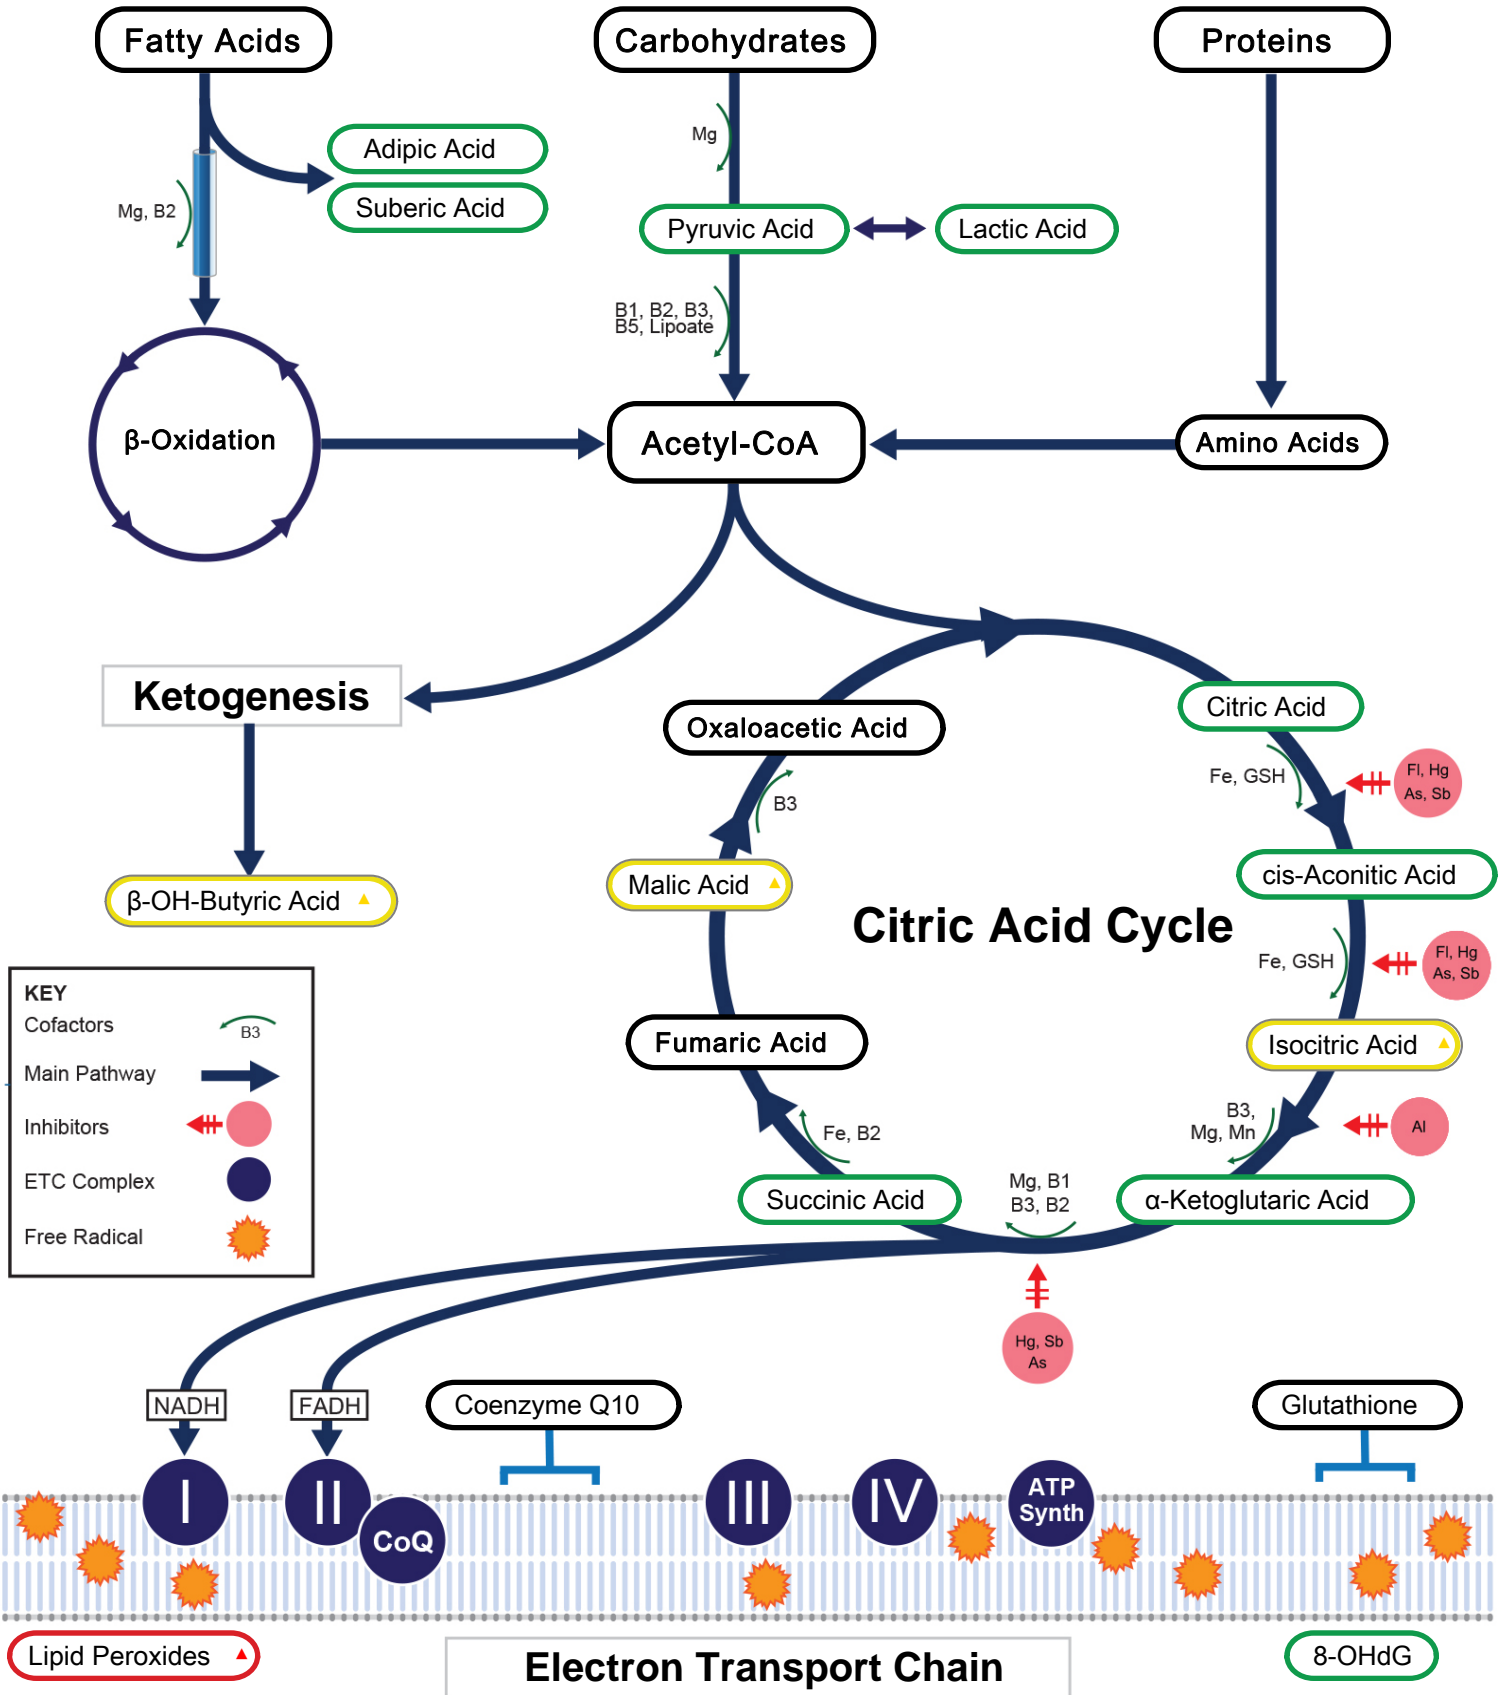 Fatty Acids
Carbohydrates
Proteins
Adipic Acid
Mg
Suberic Acid
Mg, B2
Pyruvic Acid
Lactic Acid
B1, B2, B3,
B5, Lipoate
β-Oxidation
Acetyl-CoA
Amino Acids
Ketogenesis
Oxaloacetic Acid
Citric Acid
Fe, GSH
Fl, Hg
As, Sb
B3
cis-Aconitic Acid
Malic Acid
β-OH-Butyric Acid
Citric Acid Cycle
Fe, GSH
Fl, Hg
As, Sb
KEY
Cofactors
B3
Main Pathway
Inhibitors
ETC Complex
Free Radical
Fumaric Acid
Isocitric Acid
B3,
Mg, Mn
Al
Fe, B2
Succinic Acid
Mg, B1
B3, B2
α-Ketoglutaric Acid
Hg, Sb
As
NADH
FADH
Coenzyme Q10
Glutathione
I
II
CoQ
III
IV
ATP
Synth
Lipid Peroxides
Electron Transport Chain
8-OHdG